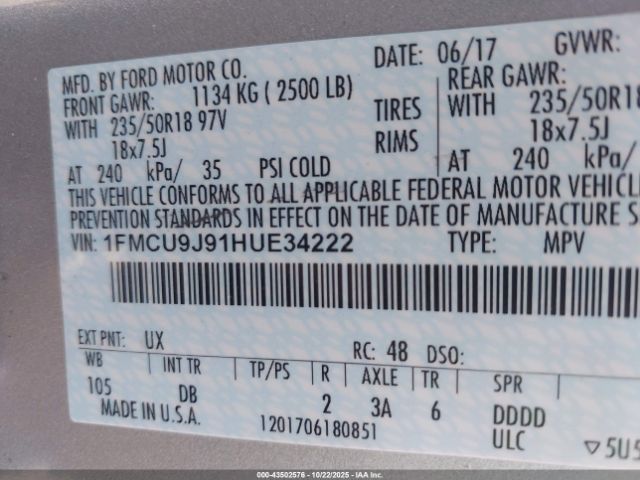 MFD. BY FORD MOTOR CO. DATE: 06/17 GVWR:
FRONT GAWR: 1134 KG ( 2500 LB) REAR GAWR:
WITH 235/50R18 97V TIRES WITH 235/50R18
18x7.5J RIMS 18x7.5J
AT 240 kPa/ 35 PSI COLD AT 240 kPa/
THIS VEHICLE CONFORMS TO ALL APPLICABLE FEDERAL MOTOR VEHICL
PREVENTION STANDARDS IN EFFECT ON THE DATE OF MANUFACTURE S
VIN: 1FMCU9J91HUE34222 TYPE: MPV
EXT PNT: UX RC: 48 DSO:
WB INT TR TP/PS R AXLE TR SPR
105 DB 2 3A 6 DDDD
MADE IN U.S.A. 1201706180851 ULC ▽5U5
000-43502576 - 10/22/2025 - IAAI.com